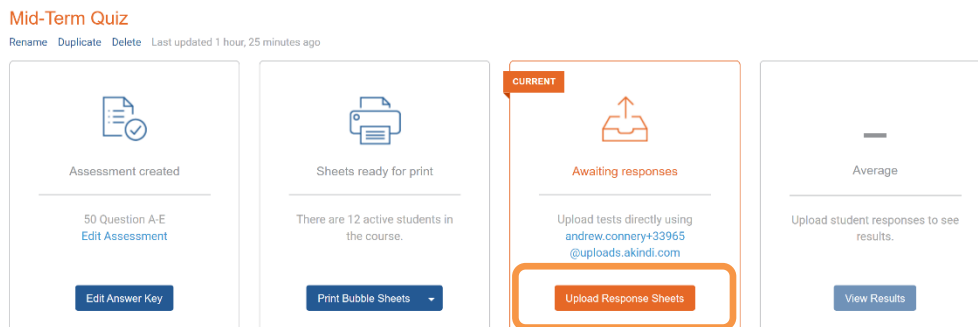 Mid-Term Quiz
Rename Duplicate Delete Last updated 1 hour, 25 minutes ago
Assessment created
50 Question A-E
Edit Assessment
Edit Answer Key
Sheets ready for print
There are 12 active students in
the course.
Print Bubble Sheets
CURRENT
Awaiting responses
Upload tests directly using
andrew.connery+33965
@uploads.akindi.com
Upload Response Sheets
Average
Upload student responses to see
results.
View Results